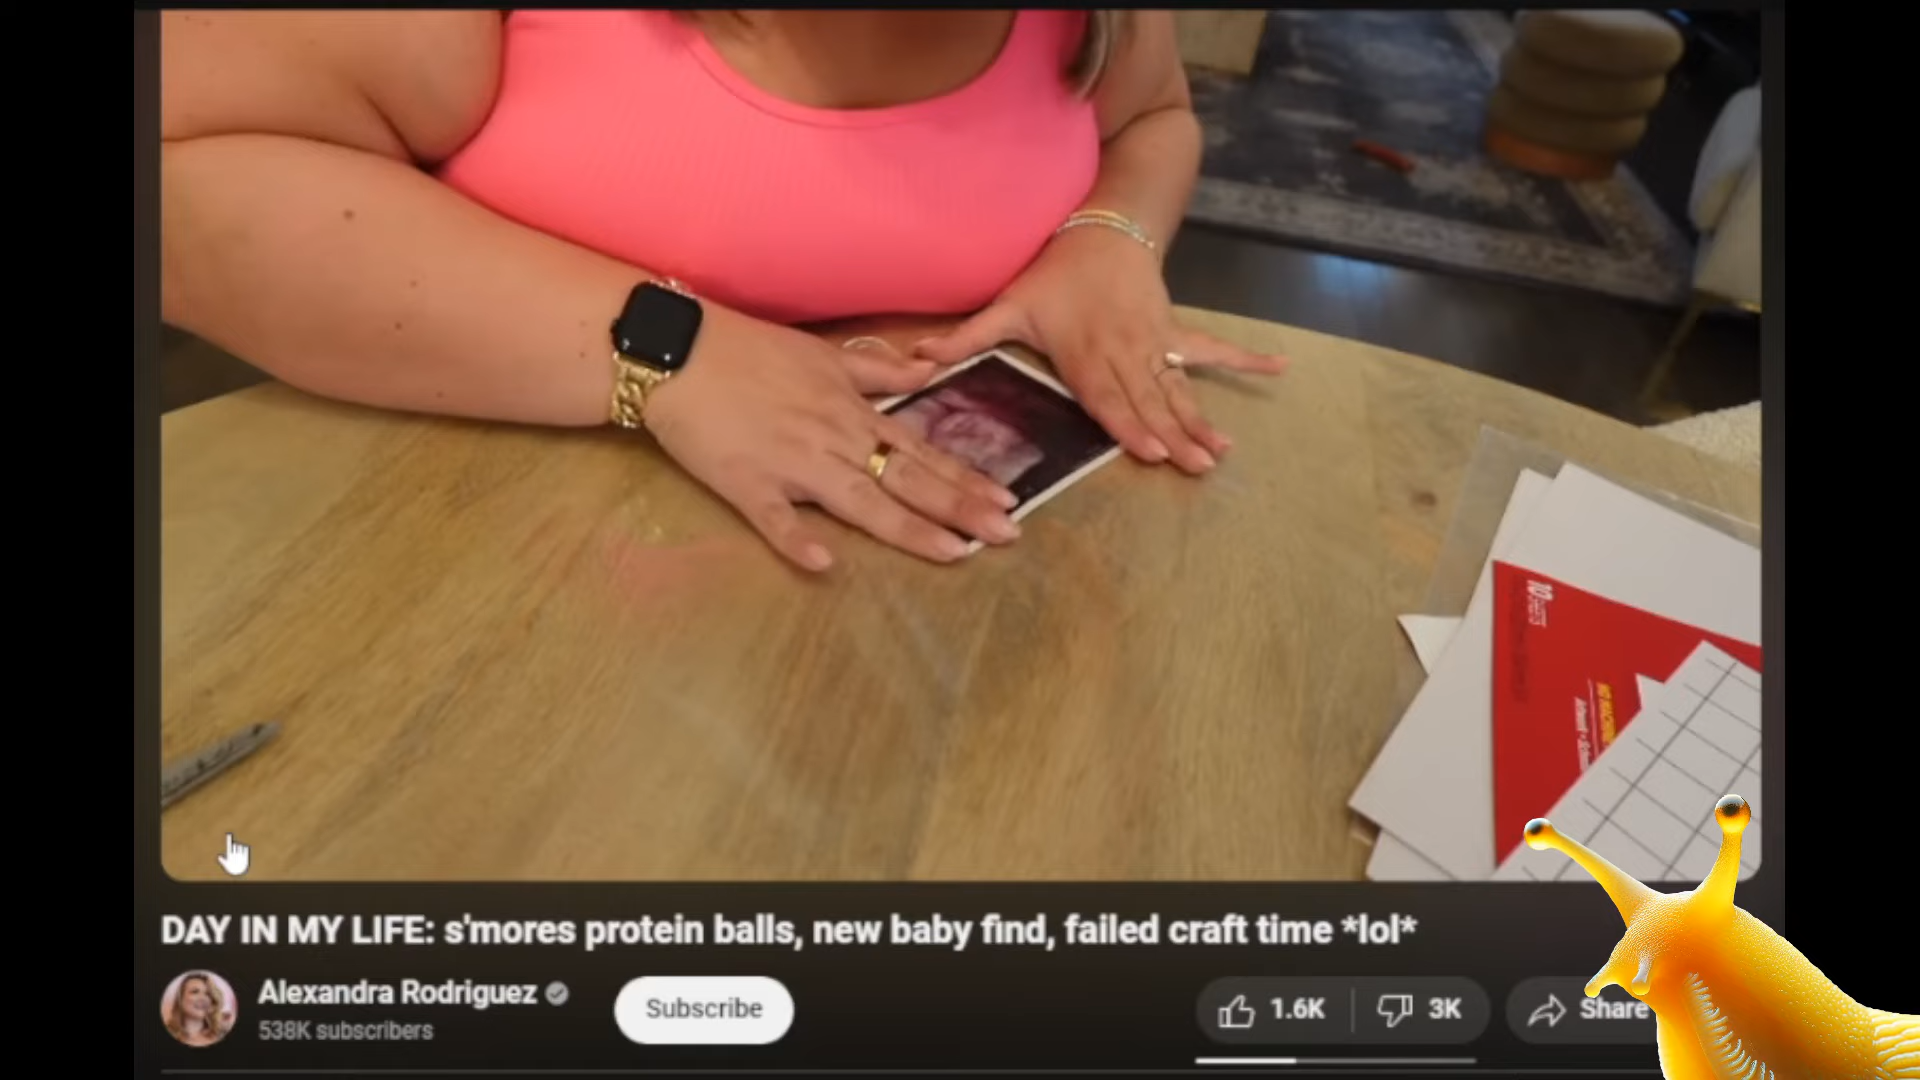 10
DAY IN MY LIFE: s'mores protein balls, new baby find, failed craft time *lol*
Alexandra Rodriguez
538K subscribers
Subscribe
1.6K
3K
Share